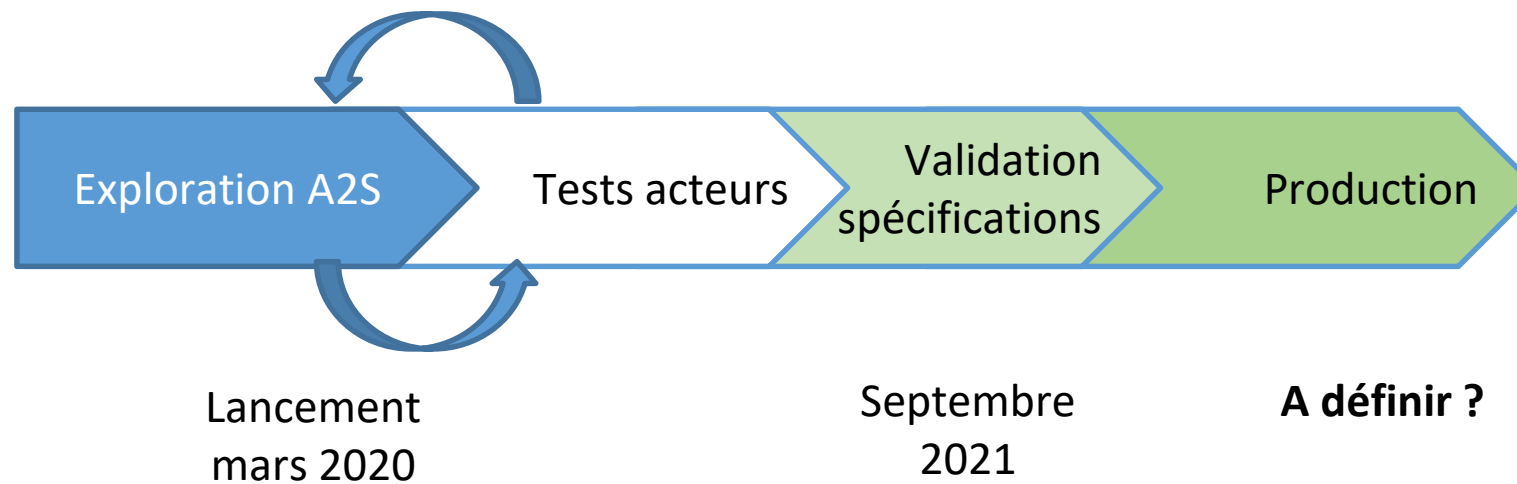 Exploration A2S
Tests acteurs
Validation
spécifications
Production
Lancement
mars 2020
Septembre
2021
A définir ?